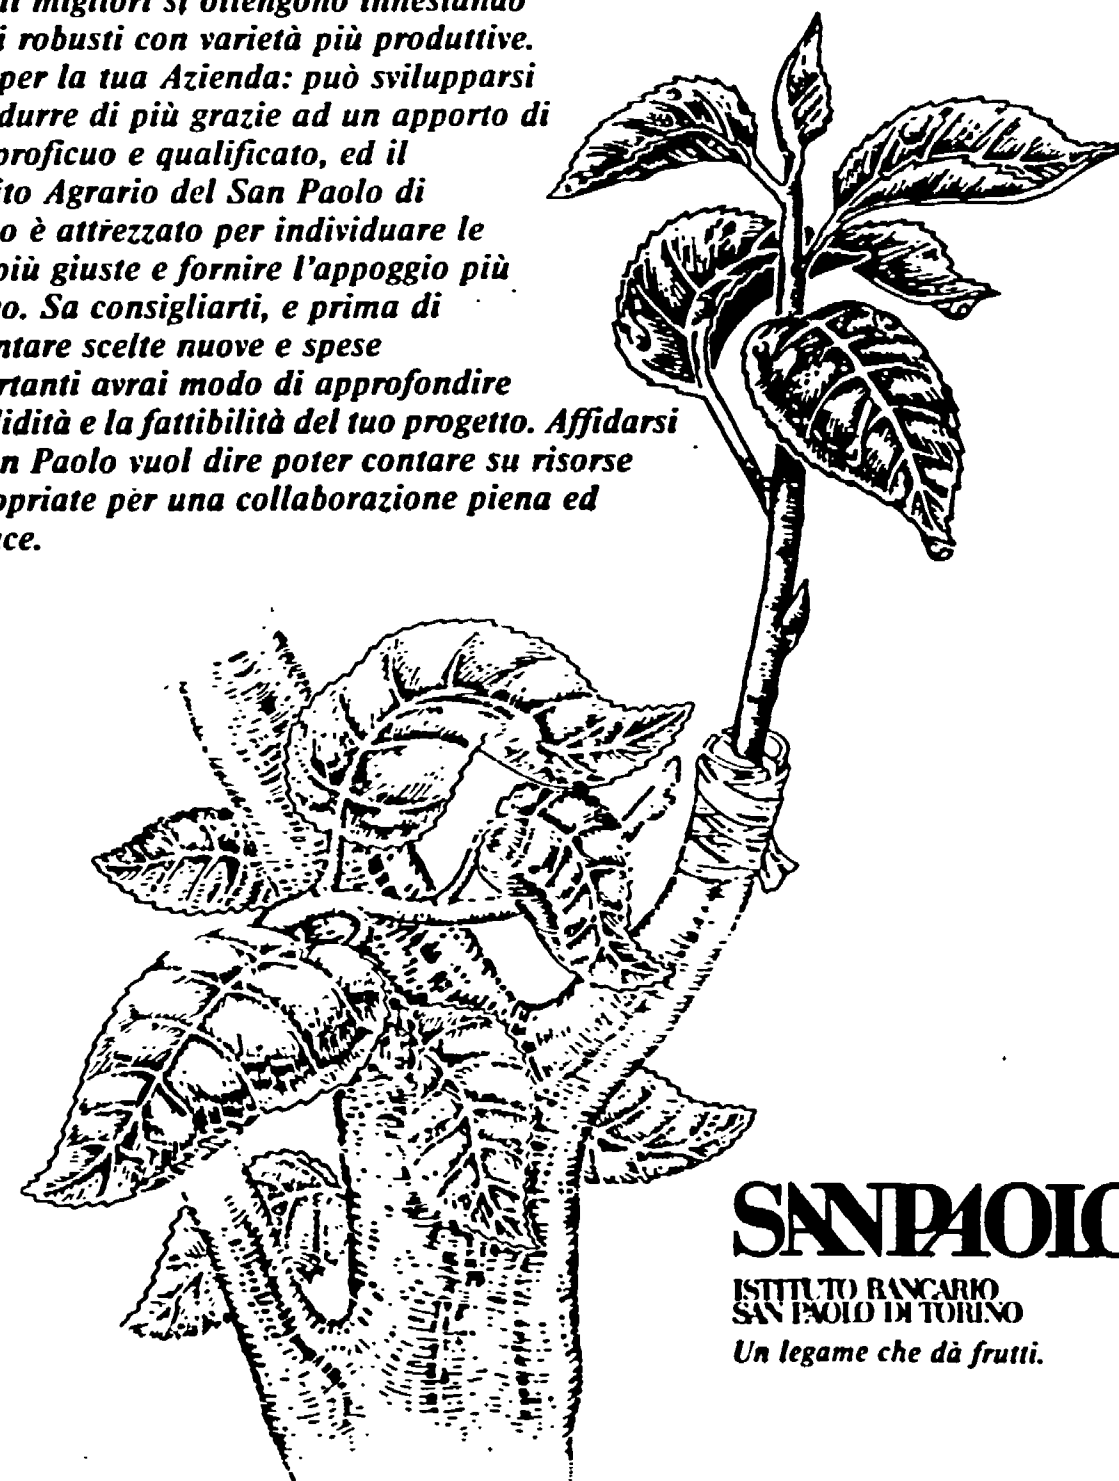 migliori si ottengono innestando
i robusti con varietà più produttive.
per la tua Azienda: può svilupparsi
durre di più grazie ad un apporto di
proficuo e qualificato, ed il
ito Agrario del San Paolo di
o è attrezzato per individuare le
più giuste e fornire l'appoggio più
o. Sa consigliarti, e prima di
ntare scelte nuove e spese
rtanti avrai modo di approfondire
lidità e la fattibilità del tuo progetto. Affidarsi
n Paolo vuol dire poter contare su risorse
opriate per una collaborazione piena ed
ce.
SANPAOLO
ISTITUTO BANCARIO
SAN PAOLO DI TORINO
Un legame che dà frutti.